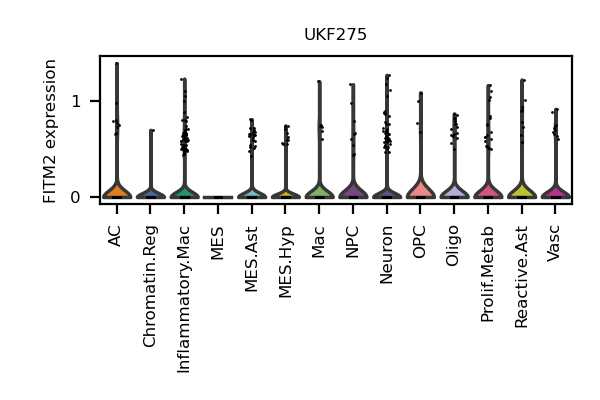 UKF275
FITM2 expression
1
0
AC
Chromatin.Reg
Inflammatory.Mac
MES
MES.Ast
MES.Hyp
Mac
NPC
Neuron
OPC
Oligo
Prolif.Metab
Reactive.Ast
Vasc